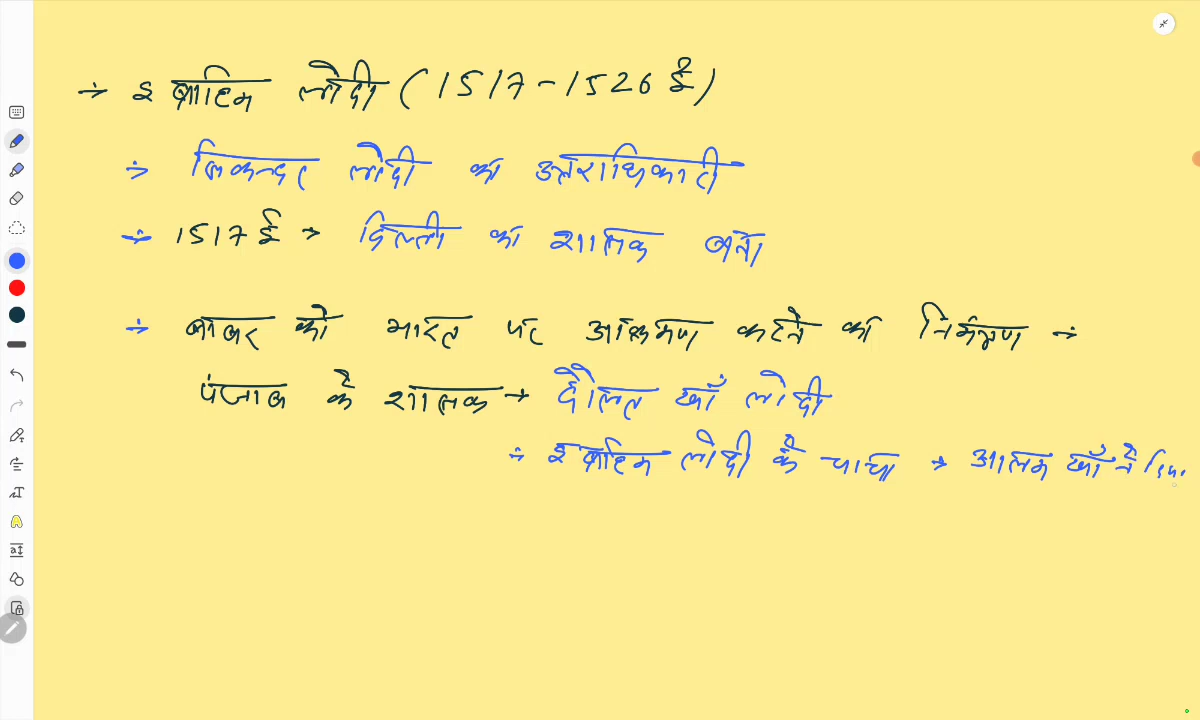 → इब्राहिम लोदी (1517-1526 ई)
→ सिकन्दर लोदी का उत्तराधिकारी
→ 1517 ई → दिल्ली का शासक बना
→ बाबर को भारत पर आक्रमण करने का निमंत्रण →
पंजाब के शासक → दौलत खाँ लोदी
→ इब्राहिम लोदी के चाचा → आलम खाँ ने